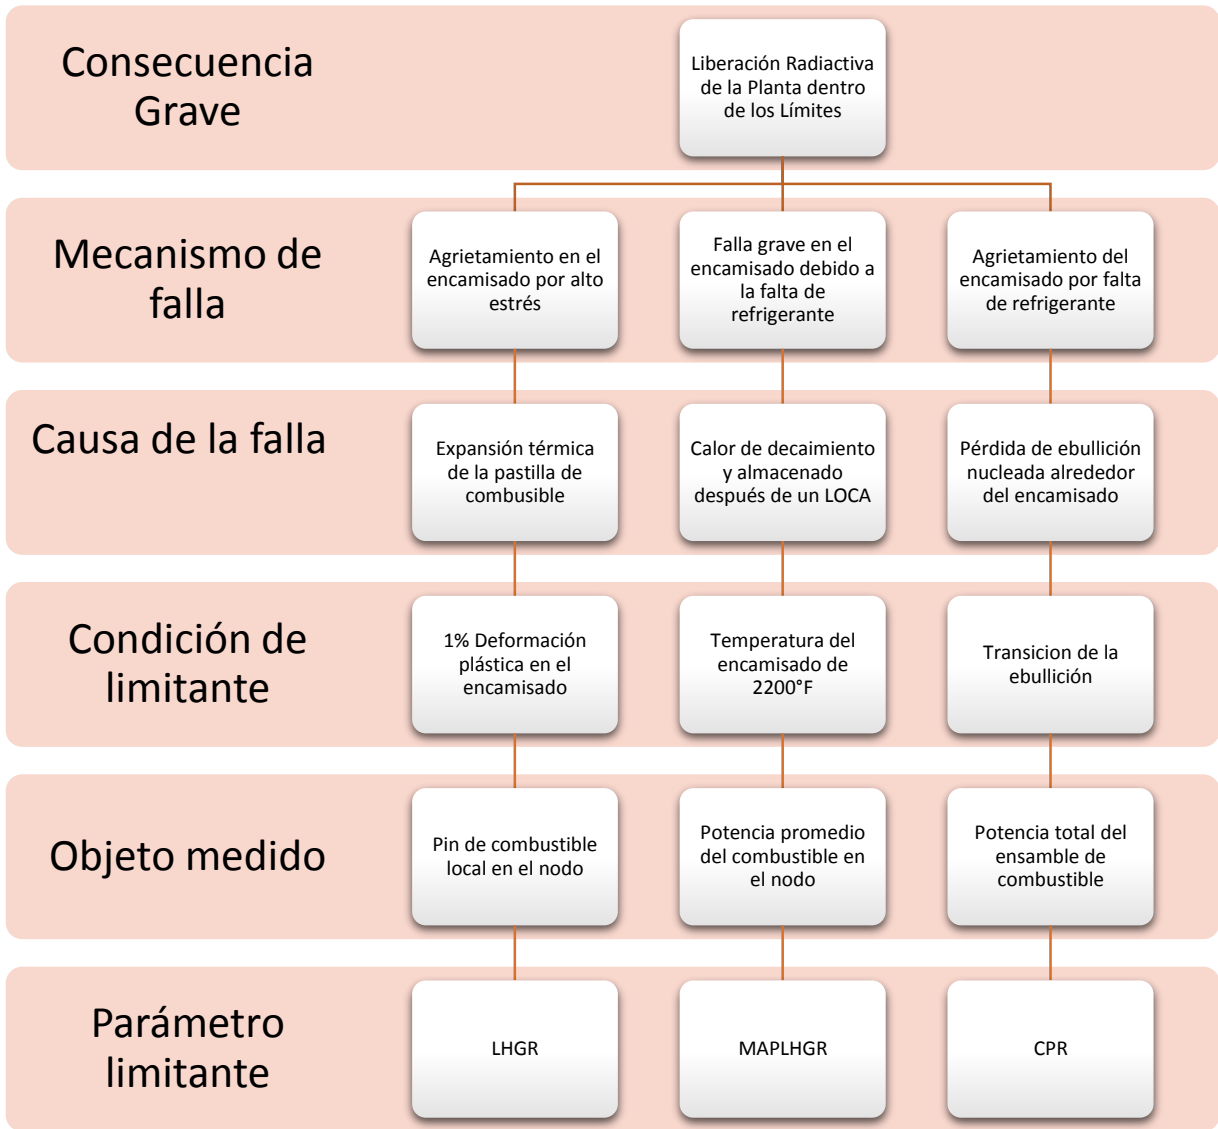 Consecuencia
Grave
Liberación Radiactiva
de la Planta dentro
de los Límites
Mecanismo de
falla
Agrietamiento en el
encamisado por alto
estrés
Falla grave en el
encamisado debido a
la falta de
refrigerante
Agrietamiento del
encamisado por falta
de refrigerante
Causa de la falla
Expansión térmica
de la pastilla de
combusible
Calor de decaimiento
y almacenado
después de un LOCA
Pérdida de ebullición
nucleada alrededor
del encamisado
Condición de
limitante
1% Deformación
plástica en el
encamisado
Temperatura del
encamisado de
2200°F
Transicion de la
ebullición
Objeto medido
Pin de combustible
local en el nodo
Potencia promedio
del combustible en
el nodo
Potencia total del
ensamble de
combustible
Parámetro
limitante
LHGR
MAPLHGR
CPR